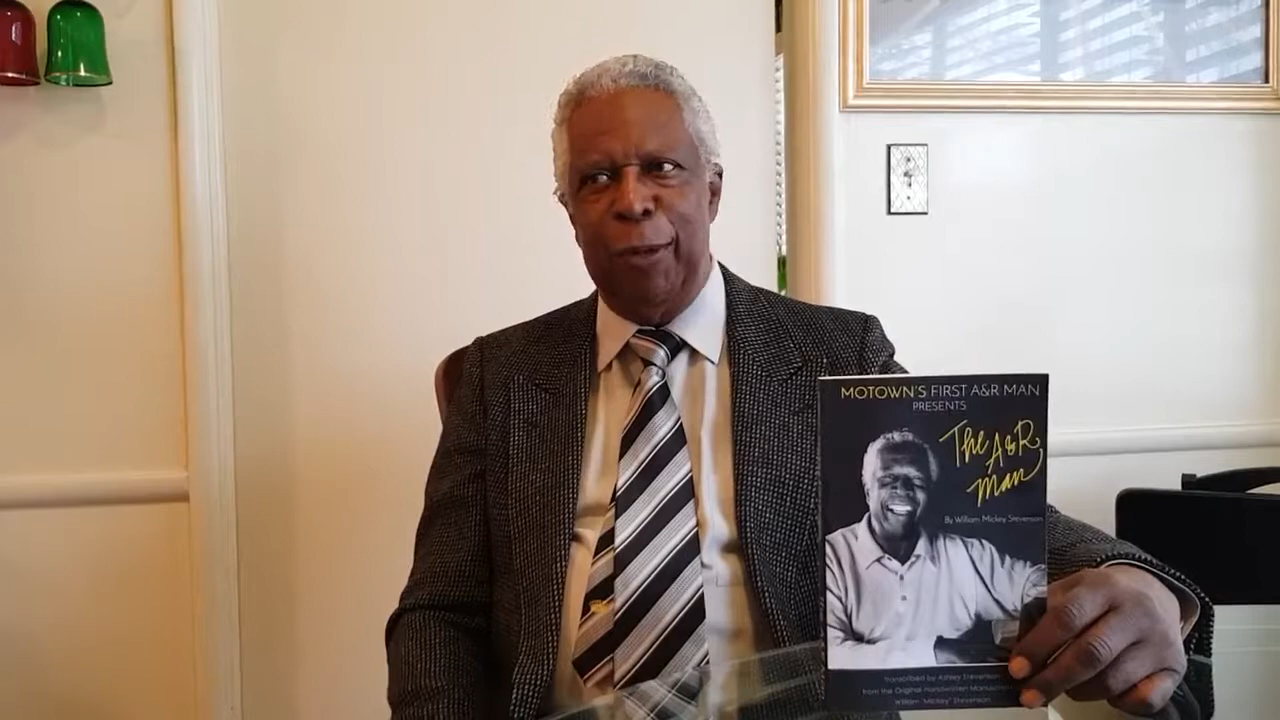 MOTOWN'S FIRST A&R MAN
PRESENTS
The A&R
Man
By William Mickey Stevenson
Transcribed by Ashley Stevenson
from the Original Handwritten Manuscript
William "Mickey" Stevenson